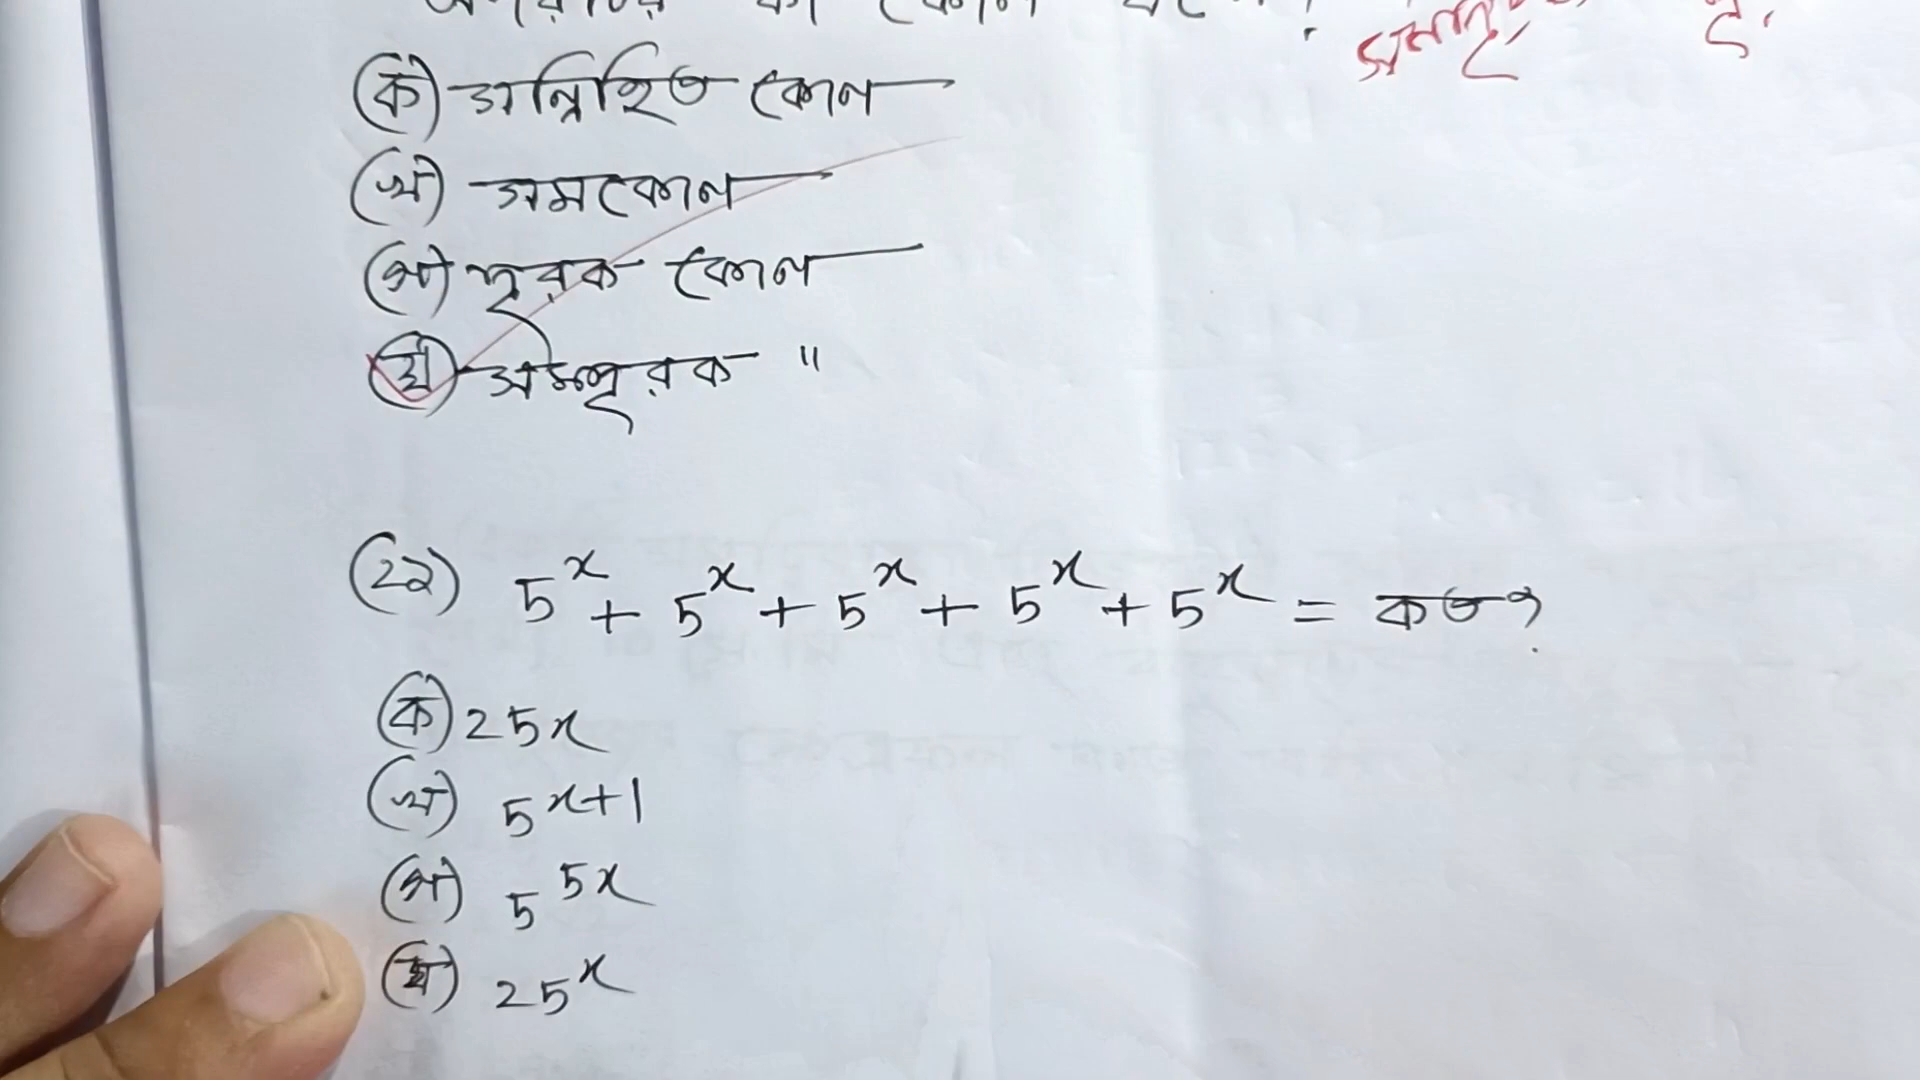 (ক) সন্নিহিত কোন
(খ) সমকোন
(গ) পূরক কোন
(ঘ) সম্পূরক "
(২২) 5^x + 5^x + 5^x + 5^x + 5^x = কত?
(ক) 25x
(খ) 5^x+1
(গ) 5^5x
(ঘ) 25^x